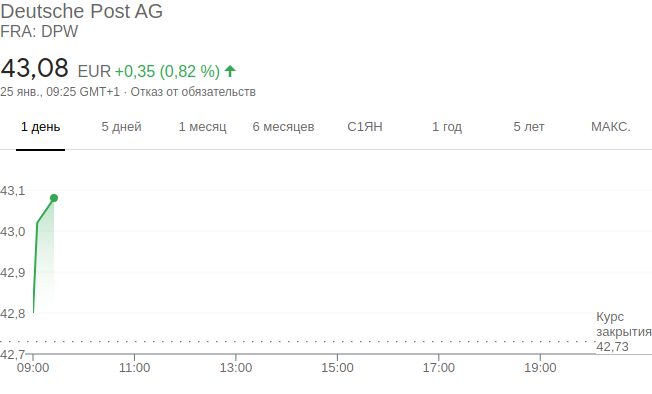 Deutsche Post AG
FRA: DPW
43,08 EUR +0,35 (0,82 %)
25 янв., 09:25 GMT+1 · Отказ от обязательств
1 день 5 дней 1 месяц 6 месяцев С1ЯН 1 год 5 лет МАКС.
43,1
43,0
42,9
42,8
Курс
закрытия
42,73
42,7
09:00 11:00 13:00 15:00 17:00 19:00